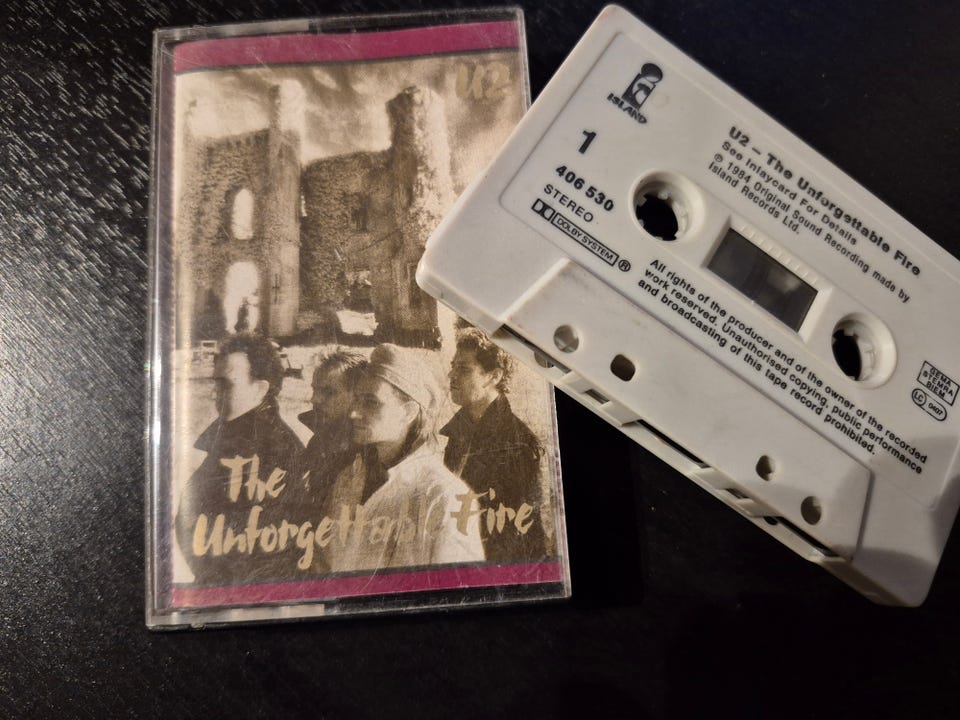 U2
The
Unforgettable Fire
ISLAND
1
406 530
STEREO
DOLBY SYSTEM ®
U2 – The Unforgettable Fire
See Inlaycard For Details
℗ 1984 Original Sound Recording made by
Island Records Ltd.
All rights of the producer and of the owner of the recorded
work reserved. Unauthorised copying, public performance
and broadcasting of this tape record prohibited.
GEMA
STEMRA
BIEM
LC 0407